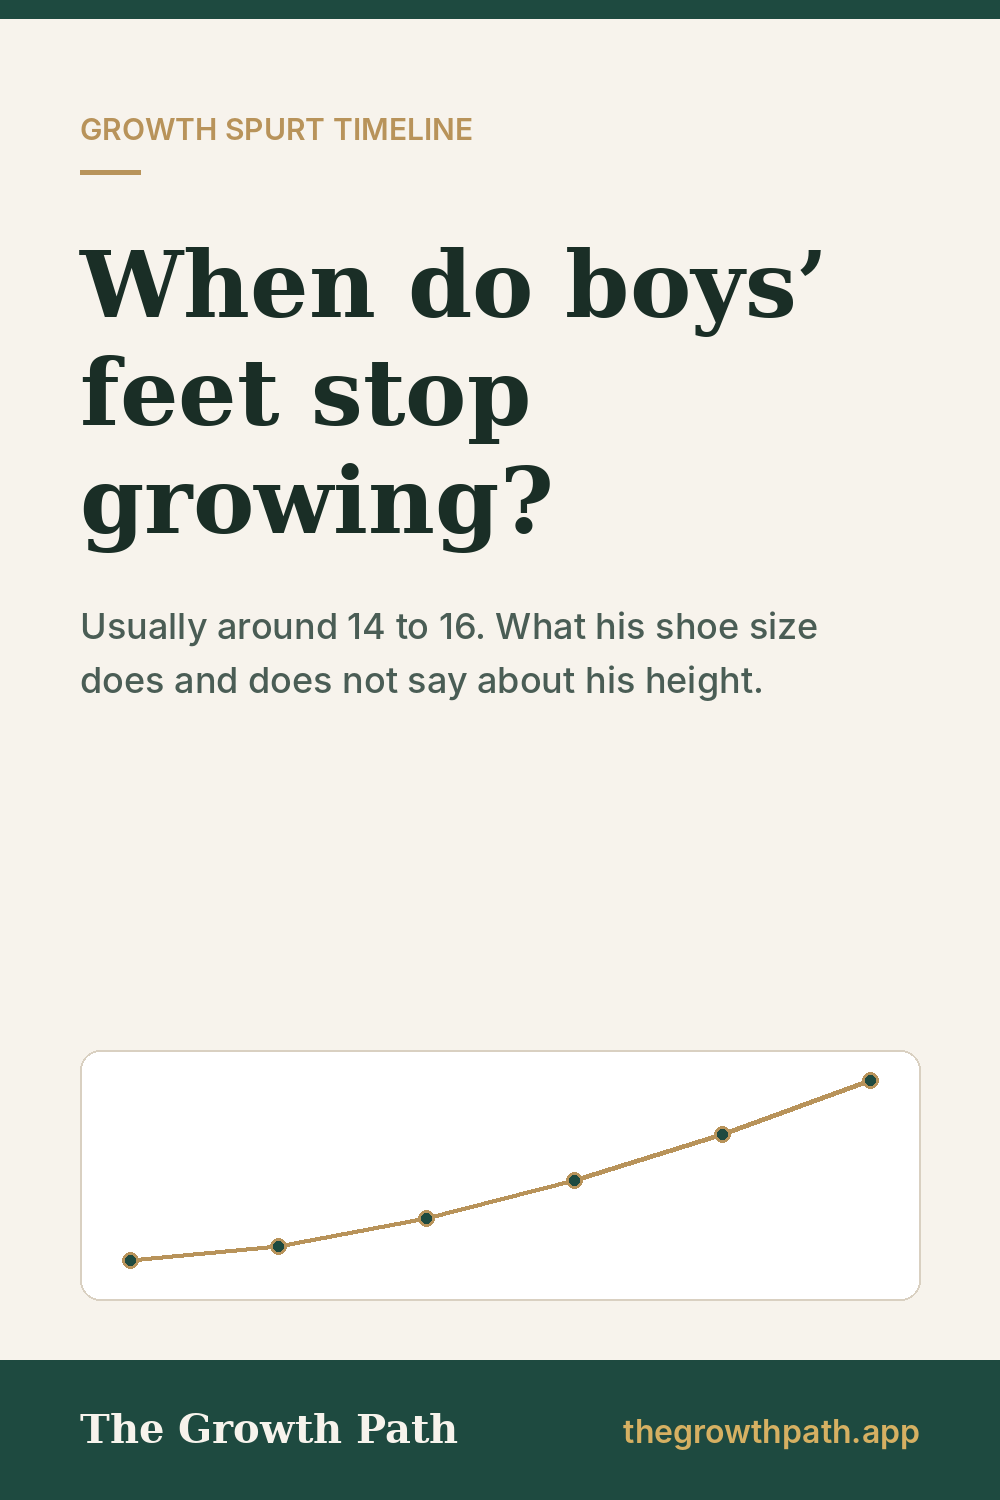 GROWTH SPURT TIMELINE
When do boys’
feet stop
growing?
Usually around 14 to 16. What his shoe size
does and does not say about his height.
The Growth Path
thegrowthpath.app